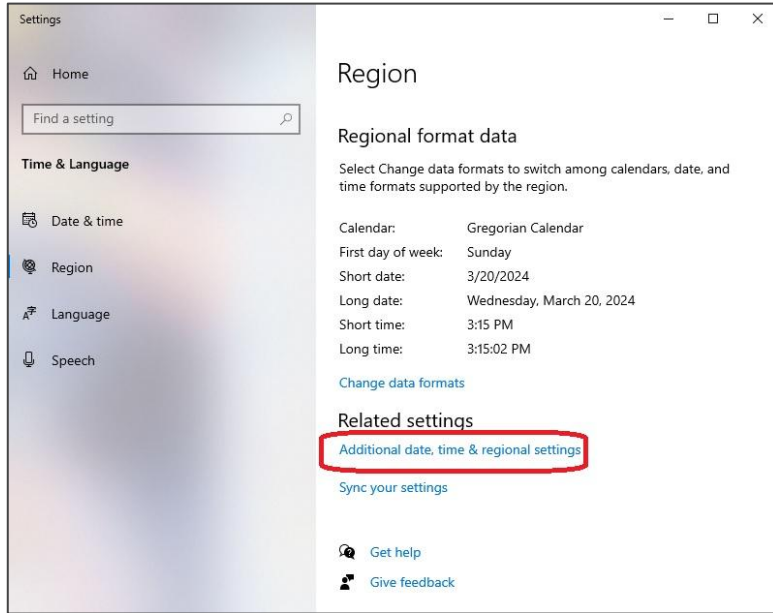 Settings
Home
Find a setting
Time & Language
Date & time
Region
Language
Speech
Region
Regional format data
Select Change data formats to switch among calendars, date, and
time formats supported by the region.
Calendar: Gregorian Calendar
First day of week: Sunday
Short date: 3/20/2024
Long date: Wednesday, March 20, 2024
Short time: 3:15 PM
Long time: 3:15:02 PM
Change data formats
Related settings
Additional date, time & regional settings
Sync your settings
Get help
Give feedback